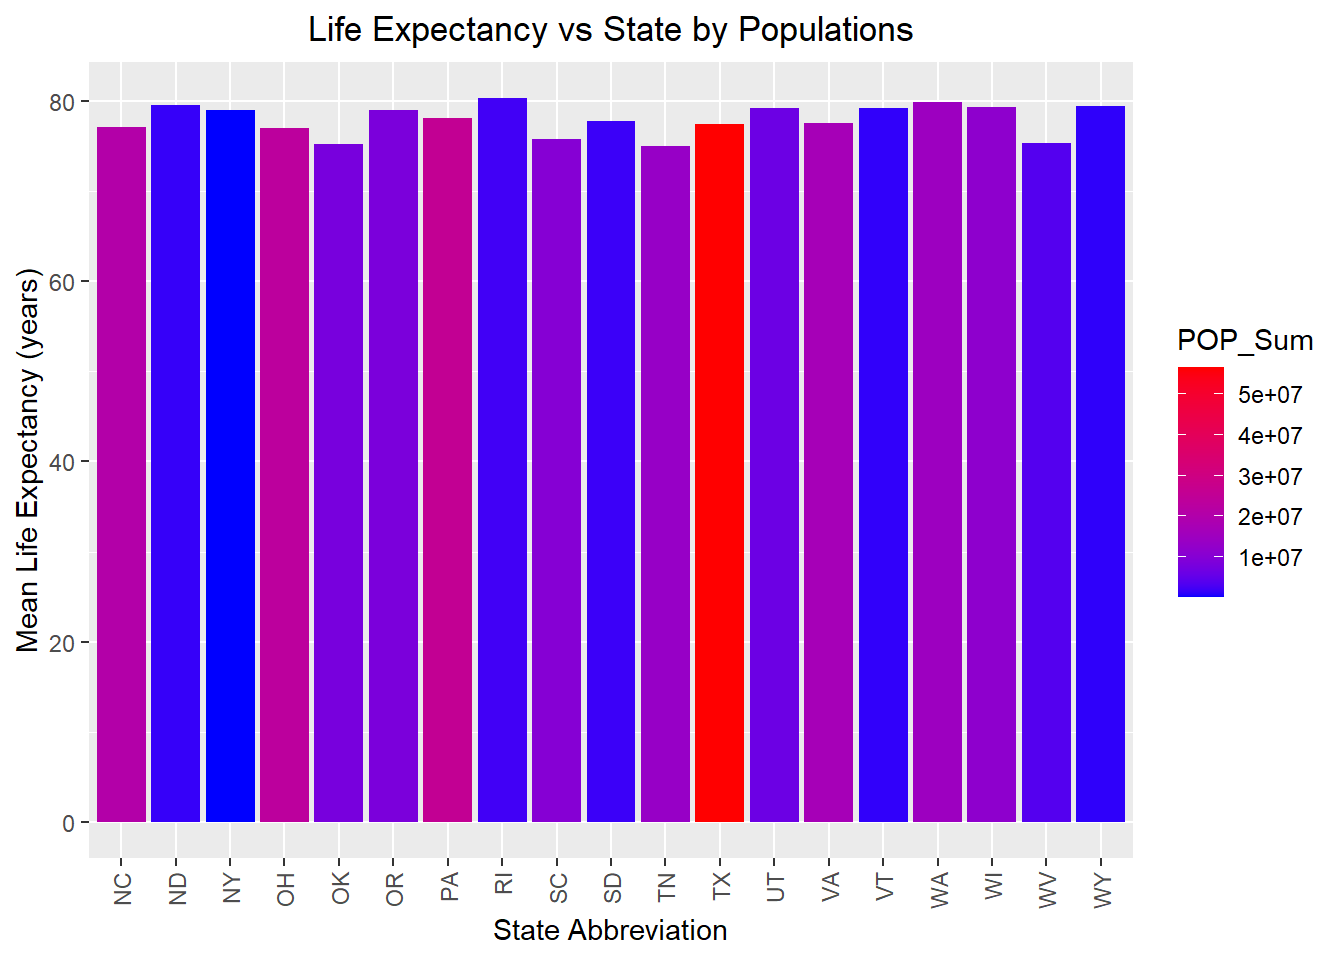 Life Expectancy vs State by Populations
Mean Life Expectancy (years)
80
60
40
20
0
NC ND NY OH OK OR PA RI SC SD TN TX UT VA VT WA WI WV WY
State Abbreviation
POP_Sum
5e+07
4e+07
3e+07
2e+07
1e+07